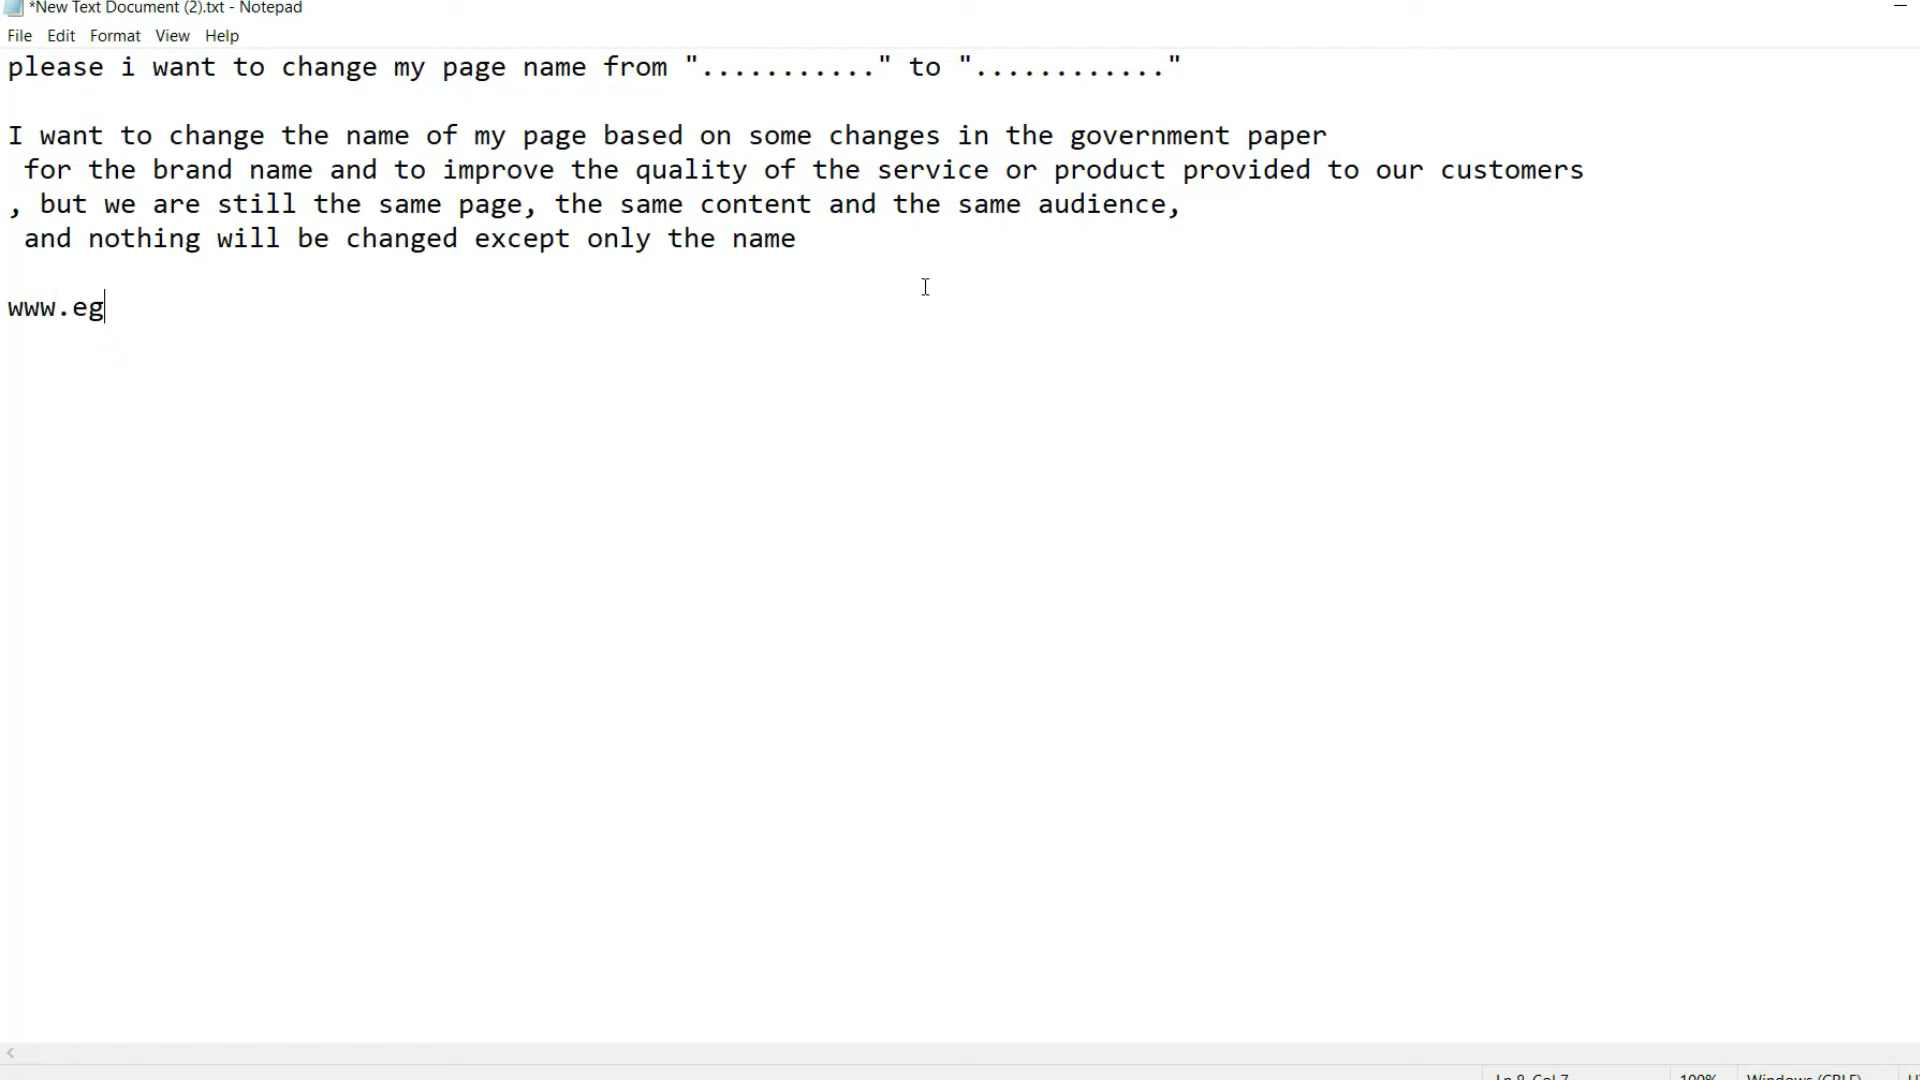 *New Text Document (2).txt - Notepad
File Edit Format View Help
please i want to change my page name from "..........." to "............"
I want to change the name of my page based on some changes in the government paper
for the brand name and to improve the quality of the service or product provided to our customers
, but we are still the same page, the same content and the same audience,
and nothing will be changed except only the name
www.eg